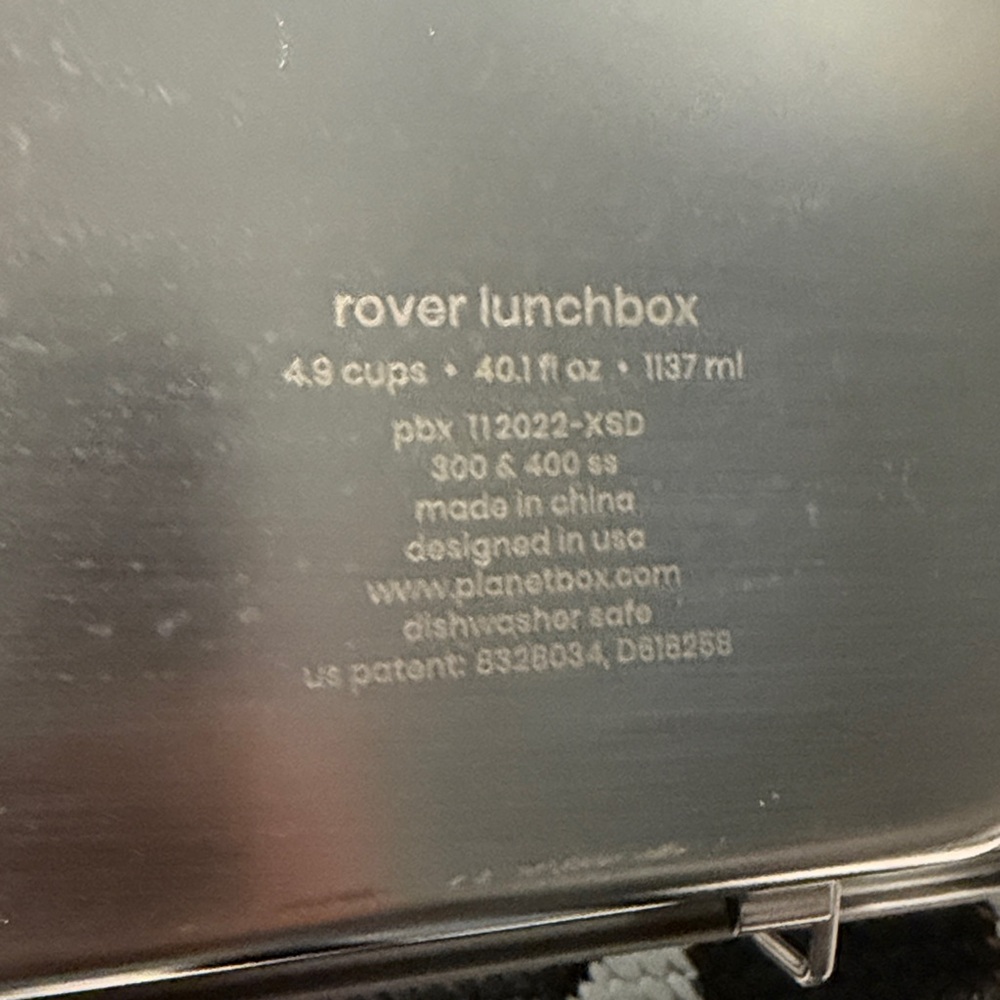 rover lunchbox
4.9 cups • 40.1 fl oz • 1137 ml
pbx 112022-XSD
300 & 400 ss
made in china
designed in usa
www.planetbox.com
dishwasher safe
us patent: 8328034, D618258